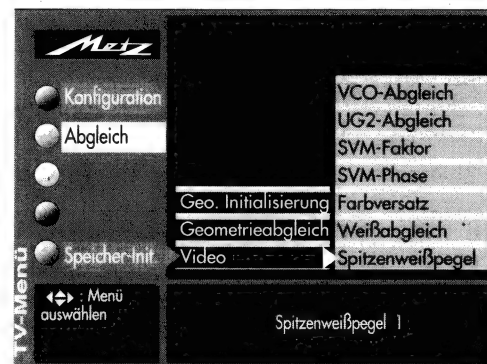 Metz
Konfiguration
Abgleich
Speicher-Init.
Geo. Initialisierung
Geometrieabgleich
Video
VCO-Abgleich
UG2-Abgleich
SVM-Faktor
SVM-Phase
Farbversatz
Weißabgleich
Spitzenweißpegel
TV-Menü
: Menü
auswählen
Spitzenweißpegel 1